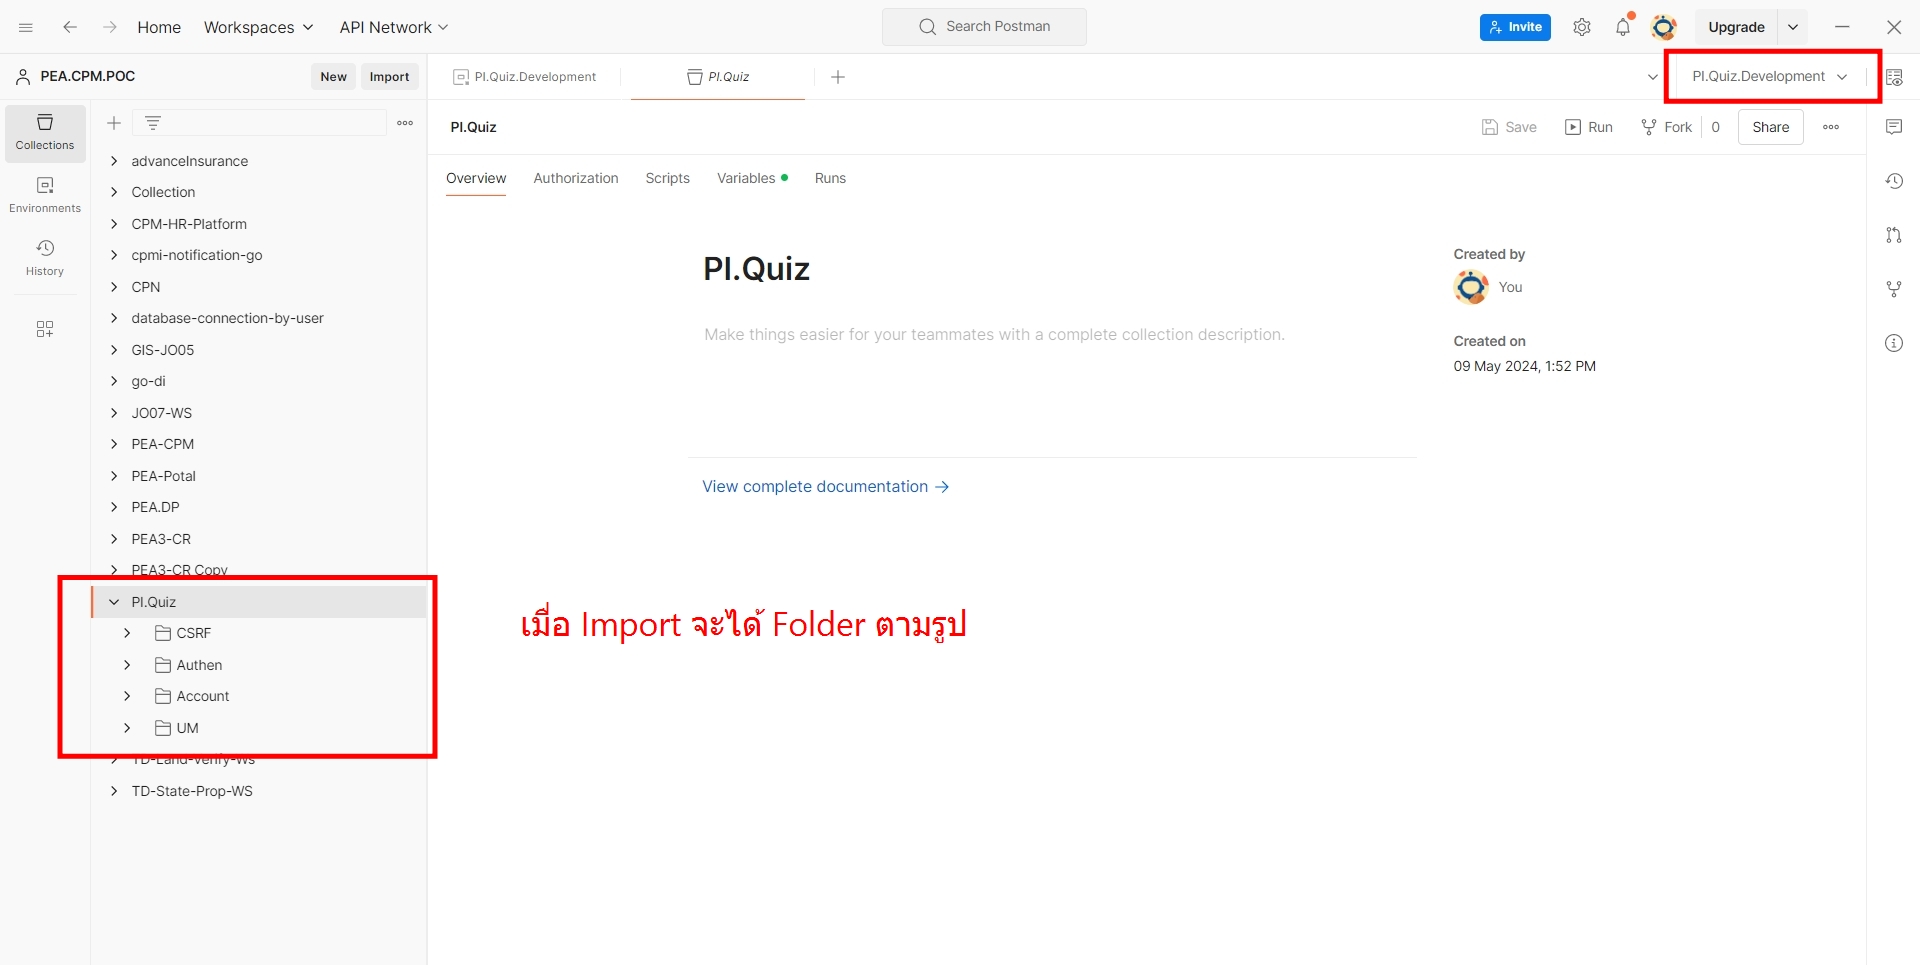 Home Workspaces API Network Search Postman Invite Upgrade
PEA.CPM.POC New Import PI.Quiz.Development PI.Quiz PI.Quiz.Development
Collections
Environments
History
advanceInsurance
Collection
CPM-HR-Platform
cpmi-notification-go
CPN
database-connection-by-user
GIS-JO05
go-di
JO07-WS
PEA-CPM
PEA-Potal
PEA.DP
PEA3-CR
PEA3-CR Copy
PI.Quiz
CSRF
Authen
Account
UM
TD-Land-Verify-Ws
TD-State-Prop-WS
PI.Quiz Save Run Fork 0 Share
Overview Authorization Scripts Variables Runs
PI.Quiz
Make things easier for your teammates with a complete collection description.
View complete documentation
Created by
You
Created on
09 May 2024, 1:52 PM
เมื่อ Import จะได้ Folder ตามรูป